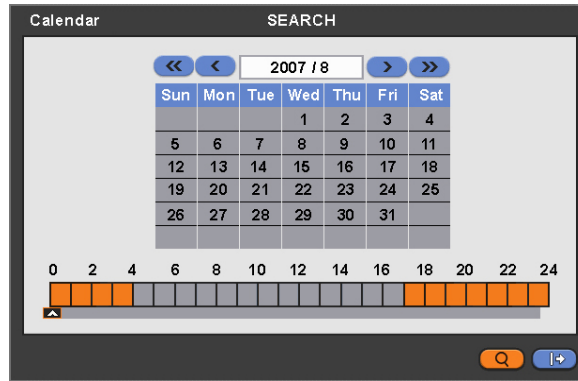 Calendar SEARCH
2007 / 8
Sun Mon Tue Wed Thu Fri Sat
1 2 3 4
5 6 7 8 9 10 11
12 13 14 15 16 17 18
19 20 21 22 23 24 25
26 27 28 29 30 31
0 2 4 6 8 10 12 14 16 18 20 22 24